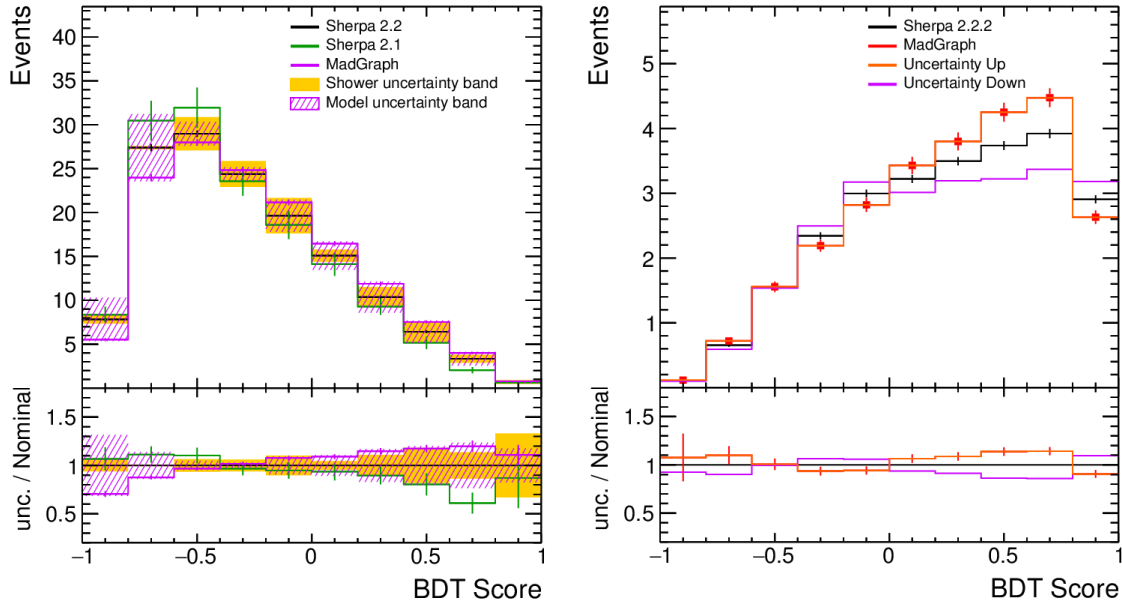 Events
40
35
30
25
20
15
10
5
Sherpa 2.2
Sherpa 2.1
MadGraph
Shower uncertainty band
Model uncertainty band
unc. / Nominal
1.5
1
0.5
−1 −0.5 0 0.5 1
BDT Score
Events
5
4
3
2
1
Sherpa 2.2.2
MadGraph
Uncertainty Up
Uncertainty Down
unc. / Nominal
1.5
1
0.5
−1 −0.5 0 0.5 1
BDT Score